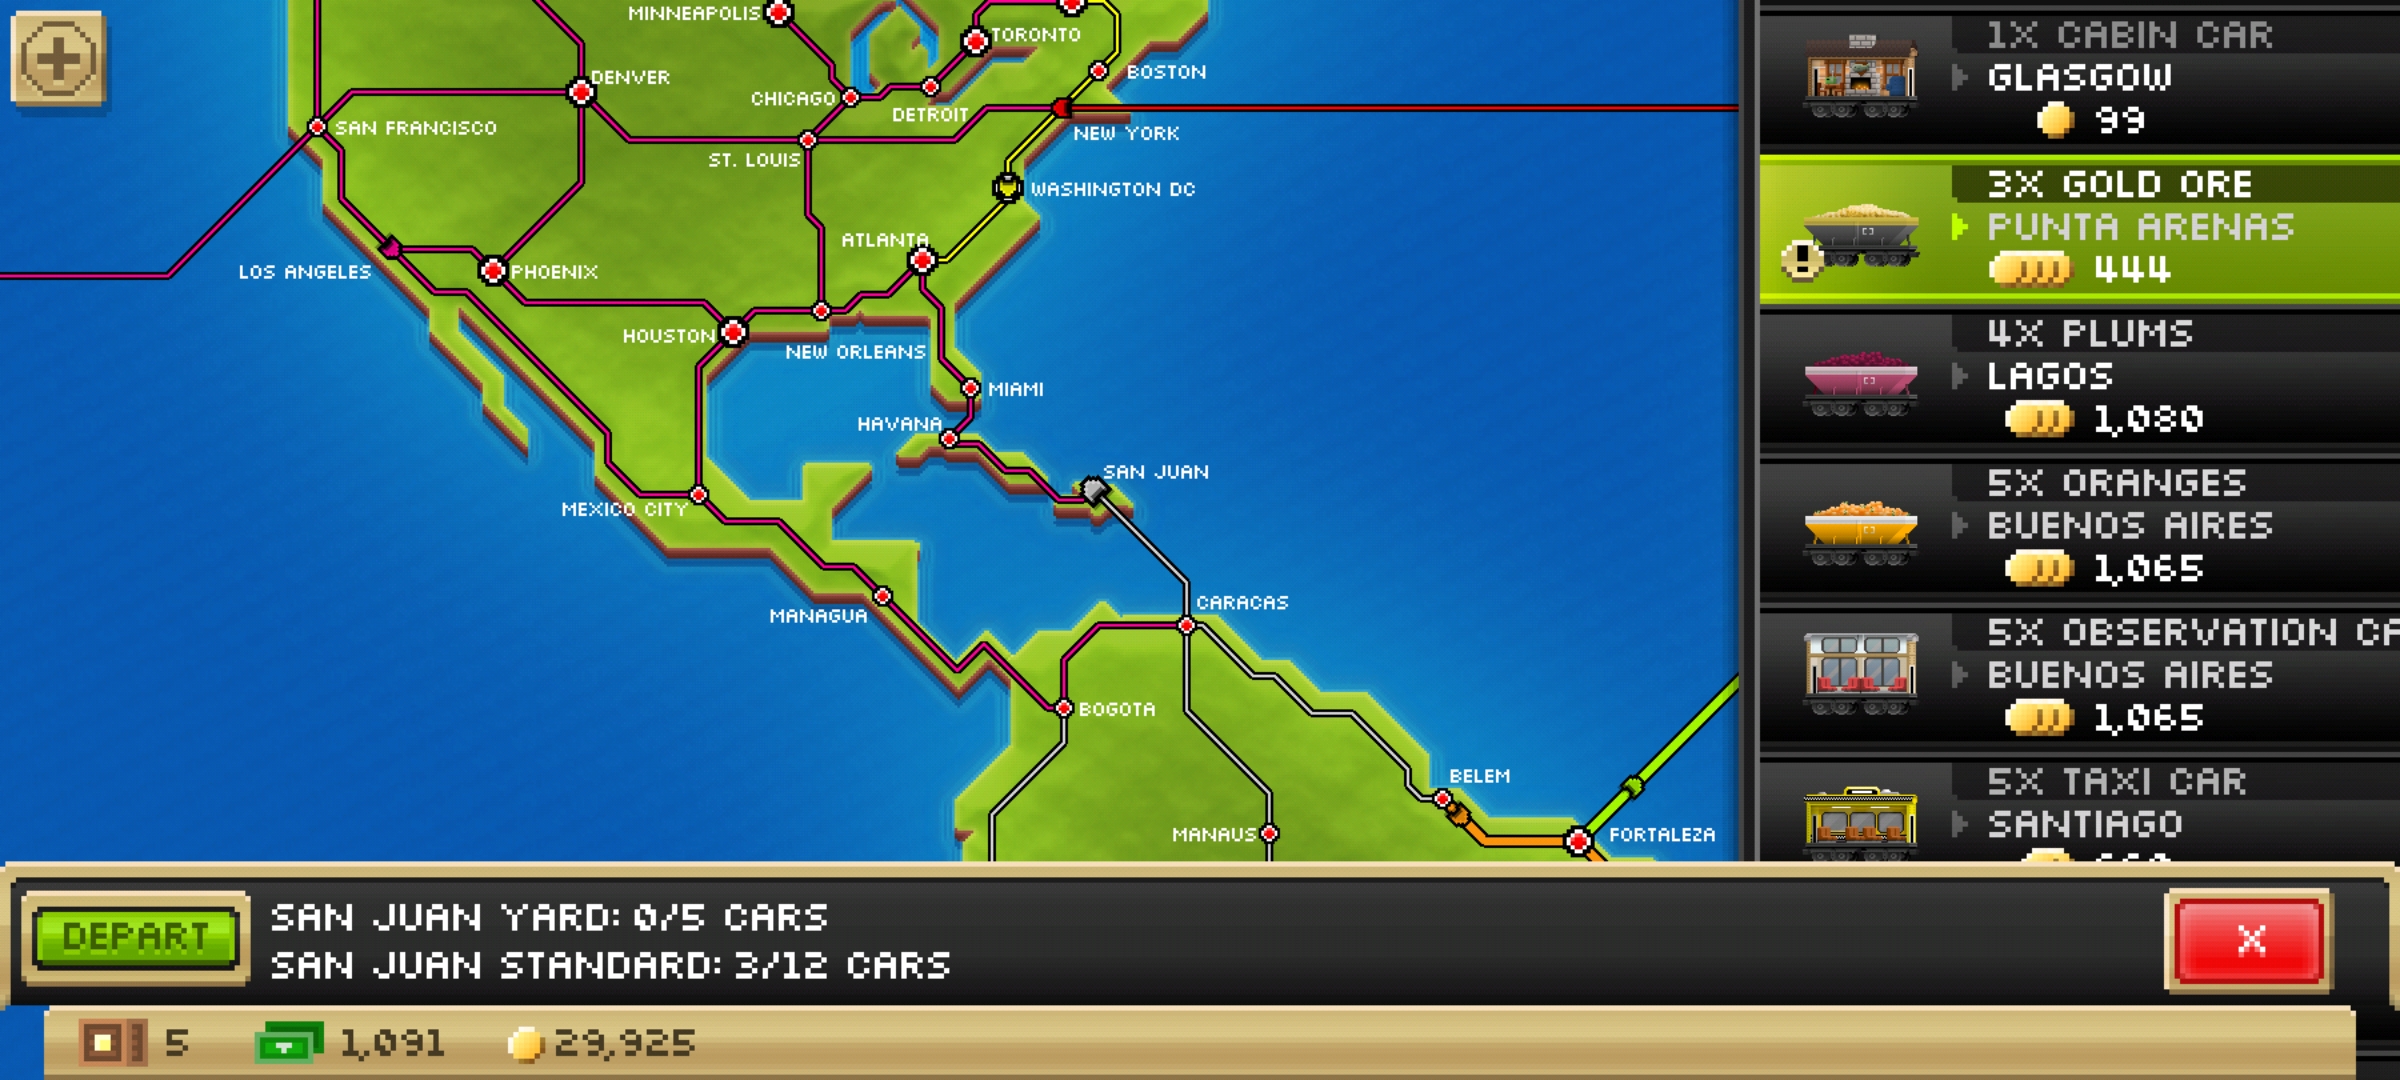 MINNEAPOLIS
TORONTO
DENVER
BOSTON
CHICAGO
DETROIT
SAN FRANCISCO
NEW YORK
ST. LOUIS
WASHINGTON DC
ATLANTA
LOS ANGELES
PHOENIX
HOUSTON
NEW ORLEANS
MIAMI
HAVANA
SAN JUAN
MEXICO CITY
CARACAS
MANAGUA
BOGOTA
BELEM
MANAUS
FORTALEZA
1X CABIN CAR
GLASGOW
99
3X GOLD ORE
PUNTA ARENAS
444
4X PLUMS
LAGOS
1,080
5X ORANGES
BUENOS AIRES
1,065
5X OBSERVATION CA
BUENOS AIRES
1,065
5X TAXI CAR
SANTIAGO
DEPART
SAN JUAN YARD: 0/5 CARS
SAN JUAN STANDARD: 3/12 CARS
X
5
1,091
29,925